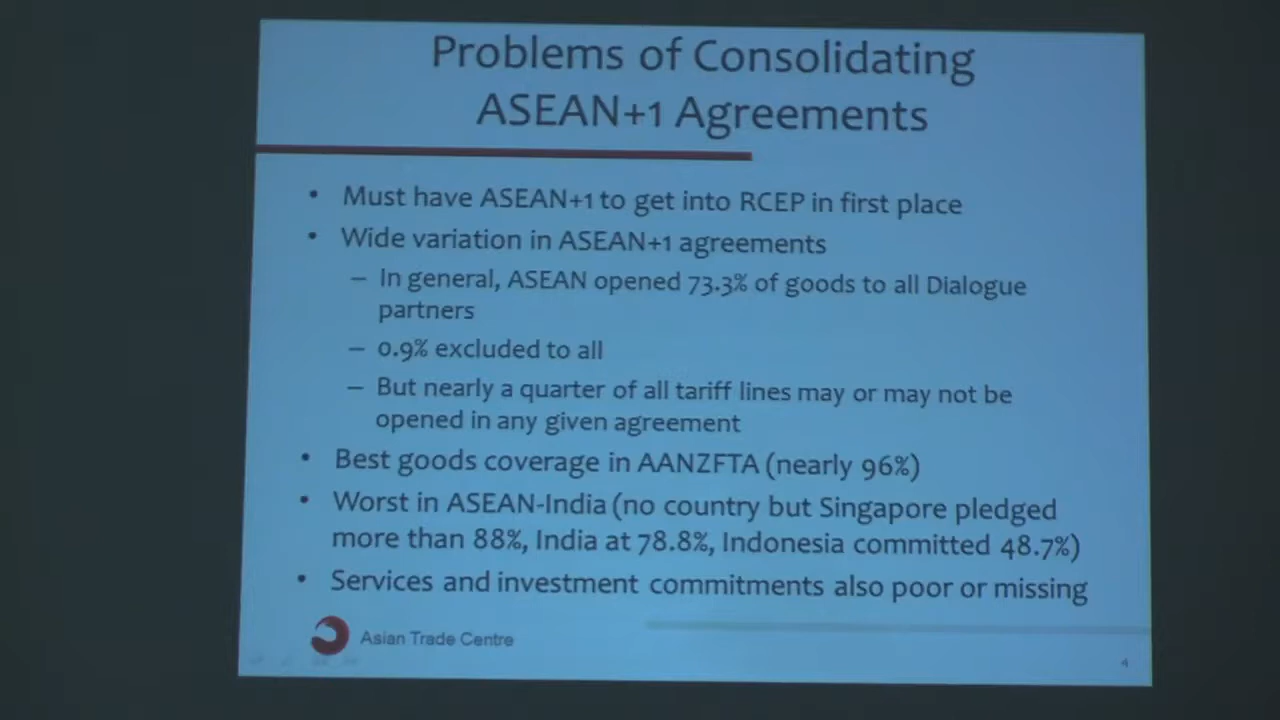 Problems of Consolidating
ASEAN+1 Agreements
• Must have ASEAN+1 to get into RCEP in first place
• Wide variation in ASEAN+1 agreements
– In general, ASEAN opened 73.3% of goods to all Dialogue
partners
– 0.9% excluded to all
– But nearly a quarter of all tariff lines may or may not be
opened in any given agreement
• Best goods coverage in AANZFTA (nearly 96%)
• Worst in ASEAN-India (no country but Singapore pledged
more than 88%, India at 78.8%, Indonesia committed 48.7%)
• Services and investment commitments also poor or missing
Asian Trade Centre
4